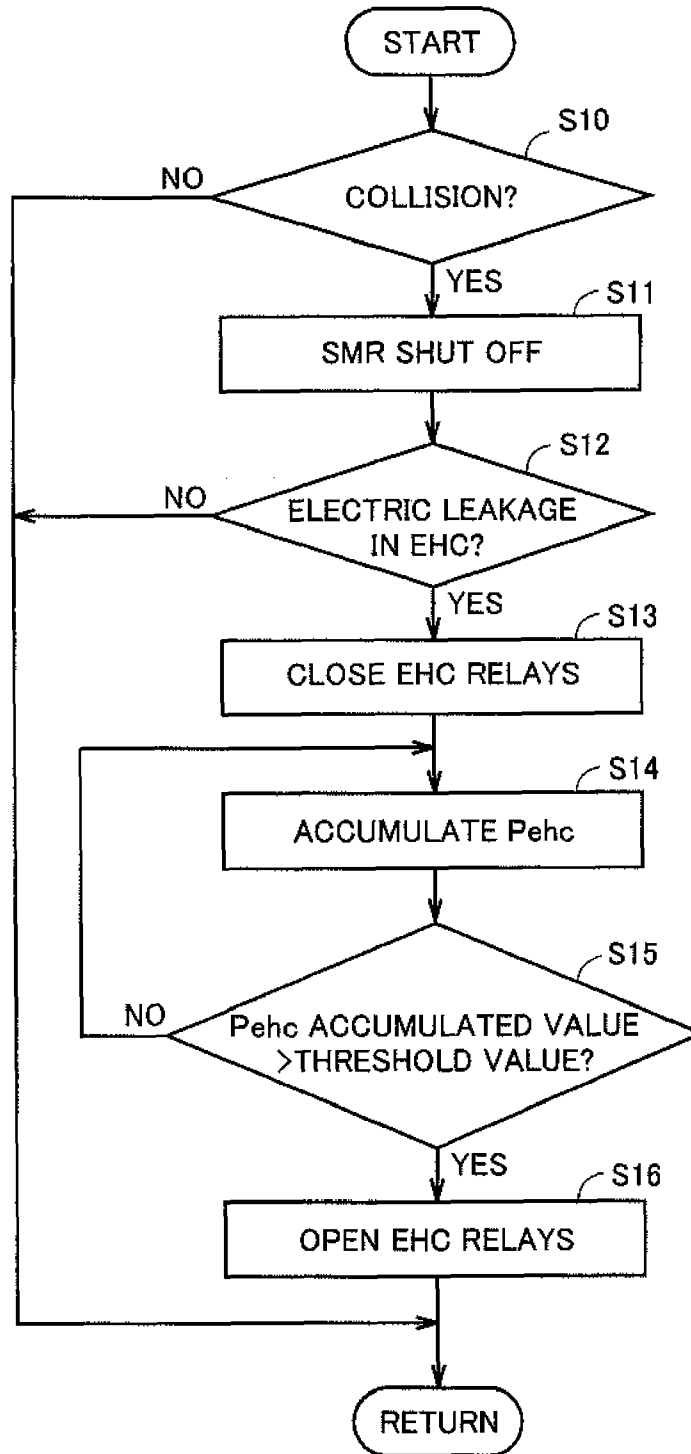 START
S10
NO
COLLISION?
YES
S11
SMR SHUT OFF
S12
NO
ELECTRIC LEAKAGE
IN EHC?
YES
S13
CLOSE EHC RELAYS
S14
ACCUMULATE Pehc
S15
NO
Pehc ACCUMULATED VALUE
>THRESHOLD VALUE?
YES
S16
OPEN EHC RELAYS
RETURN